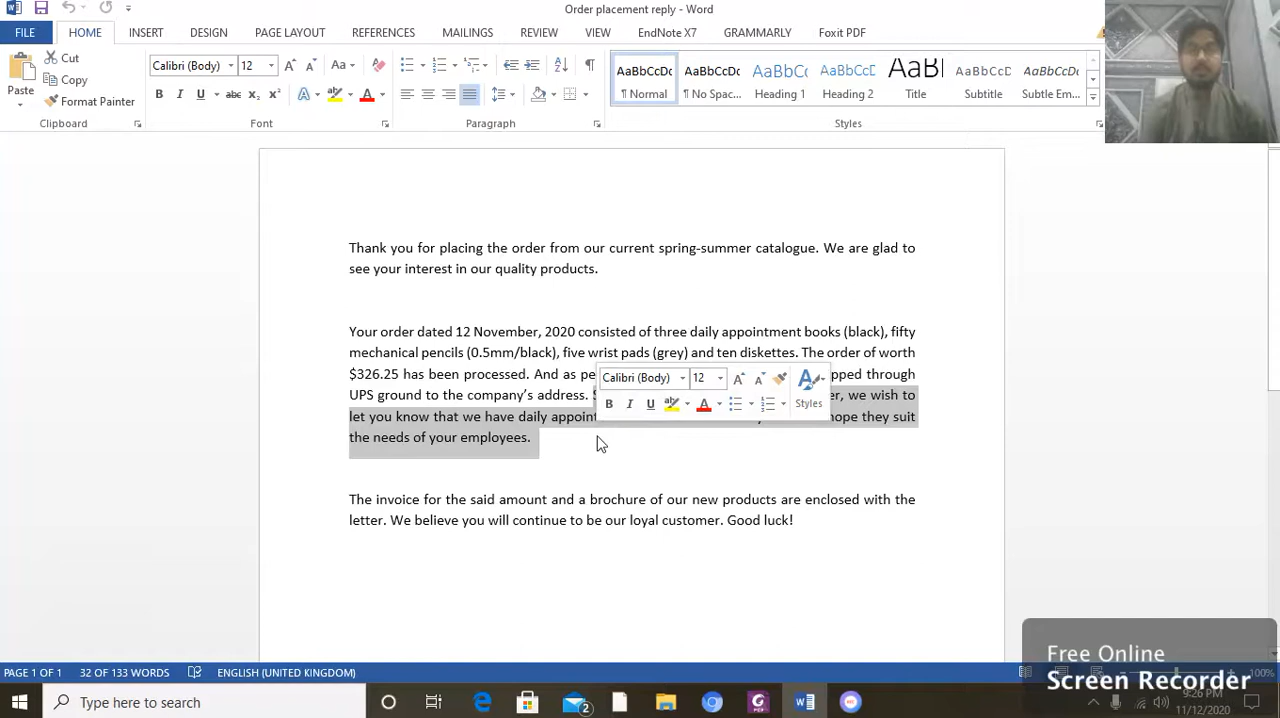 Order placement reply - Word
FILE HOME INSERT DESIGN PAGE LAYOUT REFERENCES MAILINGS REVIEW VIEW EndNote X7 GRAMMARLY Foxit PDF
Paste
Cut
Copy
Format Painter
Clipboard
Calibri (Body) 12
Font
Paragraph
AaBbCcDc AaBbCcDc AaBbCc AaBbCcC AaB AaBbCcC AaBbCcDc
¶ Normal ¶ No Spac... Heading 1 Heading 2 Title Subtitle Subtle Em...
Styles
Thank you for placing the order from our current spring-summer catalogue. We are glad to
see your interest in our quality products.
Your order dated 12 November, 2020 consisted of three daily appointment books (black), fifty
mechanical pencils (0.5mm/black), five wrist pads (grey) and ten diskettes. The order of worth
$326.25 has been processed. And as pe
UPS ground to the company's address. we wish to
let you know that we have daily appoint hope they suit
the needs of your employees.
Calibri (Body) 12
Styles
The invoice for the said amount and a brochure of our new products are enclosed with the
letter. We believe you will continue to be our loyal customer. Good luck!
PAGE 1 OF 1 32 OF 133 WORDS ENGLISH (UNITED KINGDOM) 100%
Free Online
Screen Recorder
Type here to search
2
9:26 PM
11/12/2020